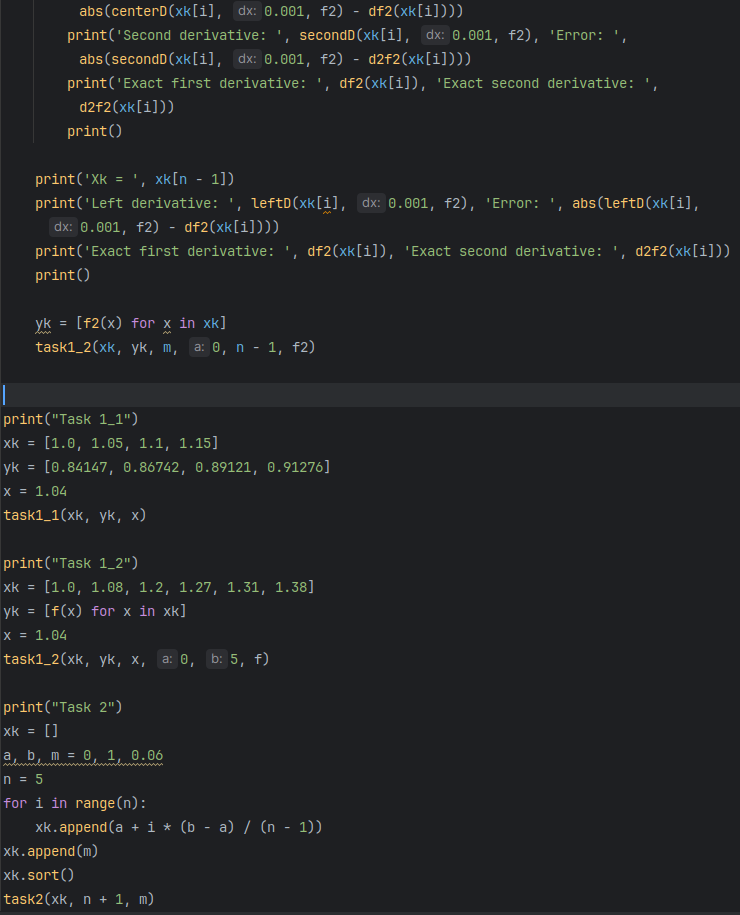 abs(centerD(xk[i], dx: 0.001, f2) - df2(xk[i])))
print('Second derivative: ', secondD(xk[i], dx: 0.001, f2), 'Error: ',
abs(secondD(xk[i], dx: 0.001, f2) - d2f2(xk[i])))
print('Exact first derivative: ', df2(xk[i]), 'Exact second derivative: ',
d2f2(xk[i]))
print()
print('Xk = ', xk[n - 1])
print('Left derivative: ', leftD(xk[i], dx: 0.001, f2), 'Error: ', abs(leftD(xk[i],
dx: 0.001, f2) - df2(xk[i])))
print('Exact first derivative: ', df2(xk[i]), 'Exact second derivative: ', d2f2(xk[i]))
print()
yk = [f2(x) for x in xk]
task1_2(xk, yk, m, a: 0, n - 1, f2)
print("Task 1_1")
xk = [1.0, 1.05, 1.1, 1.15]
yk = [0.84147, 0.86742, 0.89121, 0.91276]
x = 1.04
task1_1(xk, yk, x)
print("Task 1_2")
xk = [1.0, 1.08, 1.2, 1.27, 1.31, 1.38]
yk = [f(x) for x in xk]
x = 1.04
task1_2(xk, yk, x, a: 0, b: 5, f)
print("Task 2")
xk = []
a, b, m = 0, 1, 0.06
n = 5
for i in range(n):
xk.append(a + i * (b - a) / (n - 1))
xk.append(m)
xk.sort()
task2(xk, n + 1, m)